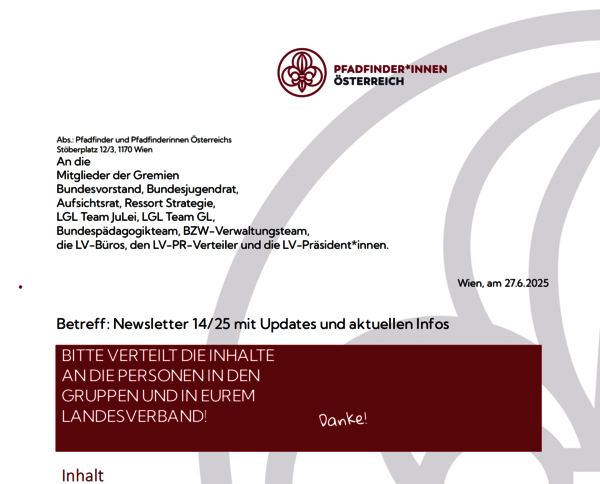 PFADFINDER*INNEN
ÖSTERREICH
Abs.: Pfadfinder und Pfadfinderinnen Österreichs
Stöberplatz 12/3, 1170 Wien
An die
Mitglieder der Gremien
Bundesvorstand, Bundesjugendrat,
Aufsichtsrat, Ressort Strategie,
LGL Team JuLei, LGL Team GL,
Bundespädagogikteam, BZW-Verwaltungsteam,
die LV-Büros, den LV-PR-Verteiler und die LV-Präsident*innen.
Wien, am 27.6.2025
Betreff: Newsletter 14/25 mit Updates und aktuellen Infos
BITTE VERTEILT DIE INHALTE
AN DIE PERSONEN IN DEN
GRUPPEN UND IN EUREM
LANDESVERBAND!
Danke!
Inhalt